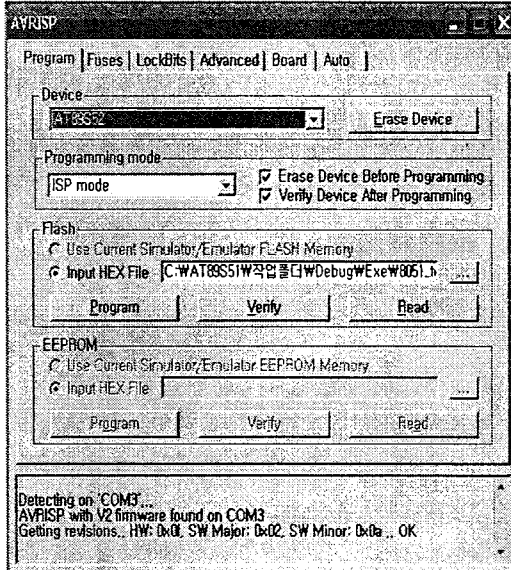 AVRISP
Program Fuses LockBits Advanced Board Auto
Device
AT89S52
Erase Device
Programming mode
ISP mode
Erase Device Before Programming
Verify Device After Programming
Flash
Use Current Simulator/Emulator FLASH Memory
Input HEX File C:₩AT89S51₩작업폴더₩Debug₩Exe₩8051_t ...
Program Verify Read
EEPROM
Use Current Simulator/Emulator EEPROM Memory
Input HEX File ...
Program Verify Read
Detecting on 'COM3'...
AVRISP with V2 firmware found on COM3
Getting revisions.. HW: 0x0f, SW Major: 0x02, SW Minor: 0x0a .. OK